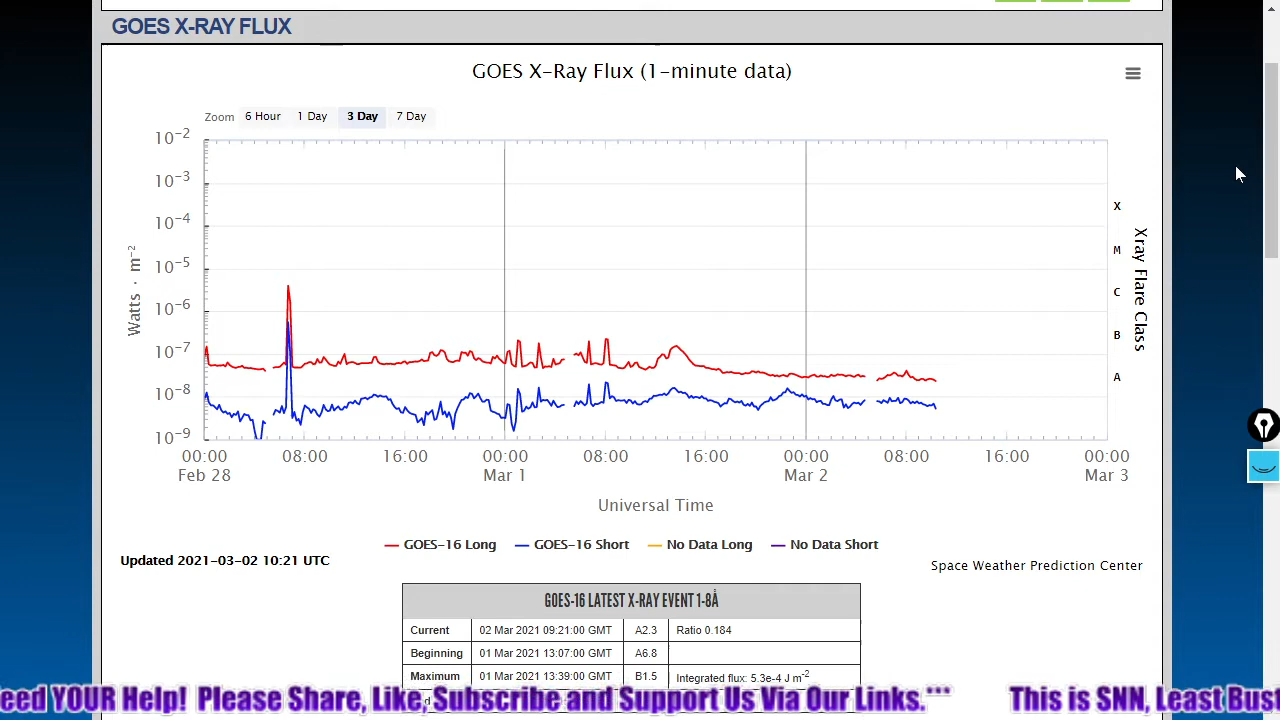 GOES X-RAY FLUX
GOES X-Ray Flux (1-minute data)
Zoom 6 Hour 1 Day 3 Day 7 Day
10-2
10-3
10-4
10-5
10-6
10-7
10-8
10-9
Watts · m-2
X
M
C
B
A
Xray Flare Class
00:00 08:00 16:00 00:00 08:00 16:00 00:00 08:00 16:00 00:00
Feb 28 Mar 1 Mar 2 Mar 3
Universal Time
GOES-16 Long GOES-16 Short No Data Long No Data Short
Updated 2021-03-02 10:21 UTC
Space Weather Prediction Center
GOES-16 LATEST X-RAY EVENT 1-8Å
Current 02 Mar 2021 09:21:00 GMT A2.3 Ratio 0.184
Beginning 01 Mar 2021 13:07:00 GMT A6.8
Maximum 01 Mar 2021 13:39:00 GMT B1.5 Integrated flux: 5.3e-4 J m-2
eed YOUR Help! Please Share, Like, Subscribe and Support Us Via Our Links.*** This is SNN, Least Bus